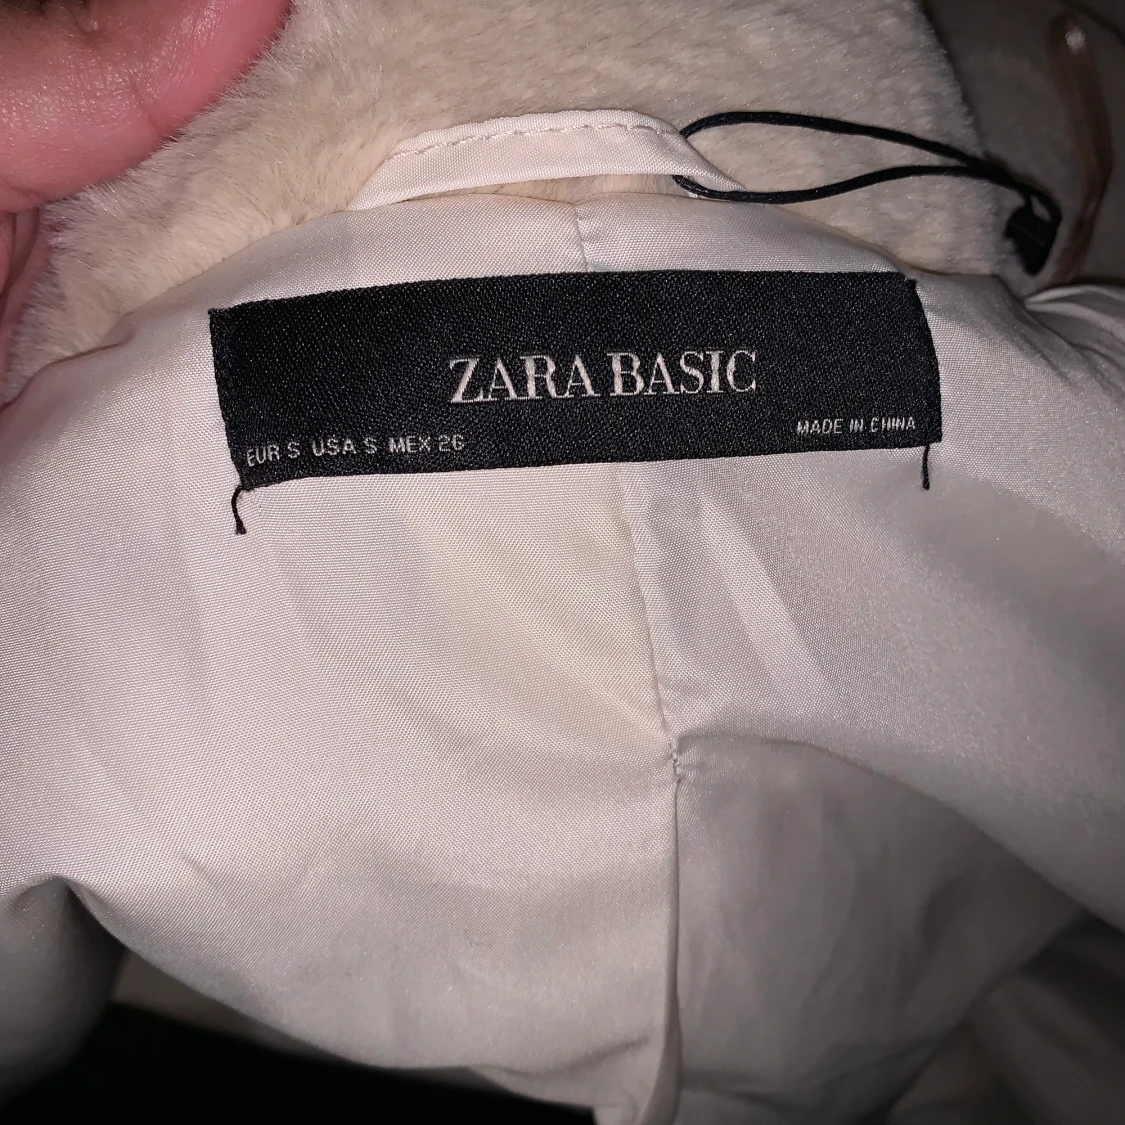 ZARA BASIC
MADE IN CHINA
EUR S USA S MEX 26